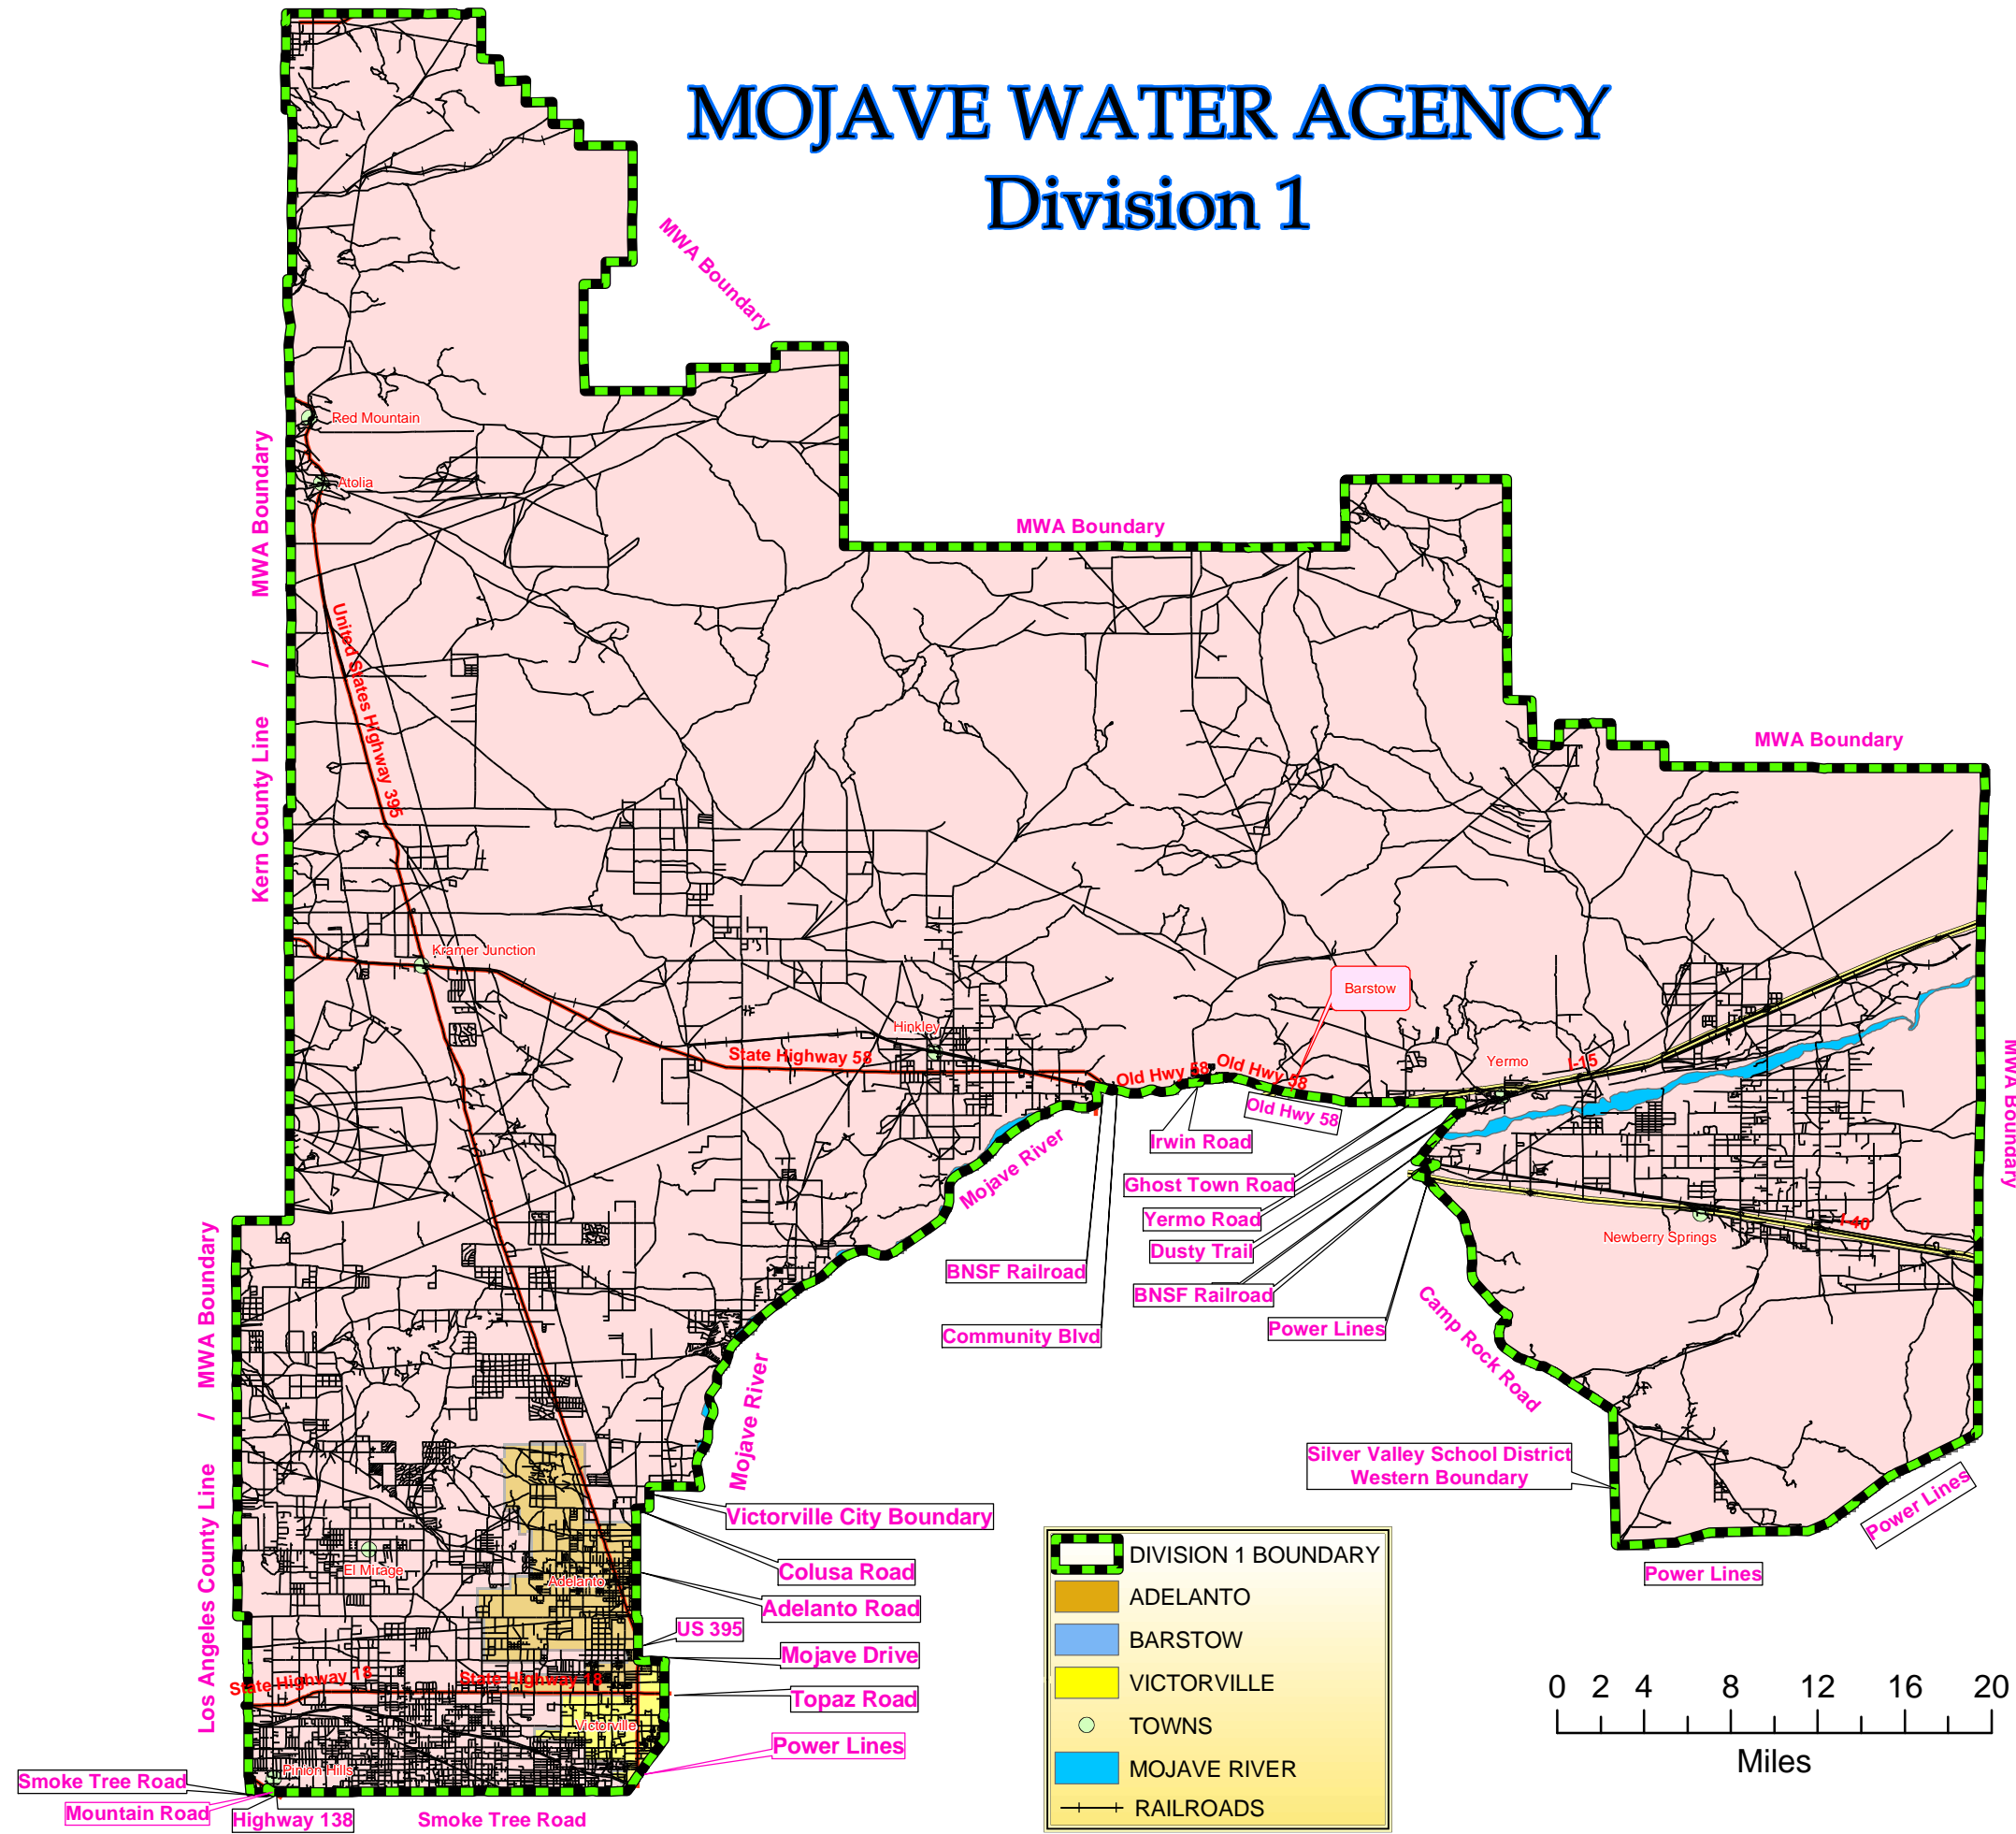 MOJAVE WATER AGENCY
Division 1
MWA Boundary
Red Mountain
Atolia
Kern County Line / MWA Boundary
MWA Boundary
United States Highway 395
MWA Boundary
Kramer Junction
Barstow
Hinkley
State Highway 58
Old Hwy 58
Old Hwy 58
Old Hwy 58
Yermo
I-15
MWA Boundary
Irwin Road
Mojave River
Ghost Town Road
Yermo Road
Dusty Trail
BNSF Railroad
BNSF Railroad
Community Blvd
Power Lines
I-40
Newberry Springs
Camp Rock Road
Los Angeles County Line / MWA Boundary
Mojave River
Silver Valley School District
Western Boundary
Power Lines
Power Lines
Victorville City Boundary
Colusa Road
Adelanto Road
US 395
Mojave Drive
Topaz Road
Power Lines
El Mirage
Adelanto
State Highway 18
State Highway 18
Victorville
Pinion Hills
Smoke Tree Road
Mountain Road
Highway 138
Smoke Tree Road
DIVISION 1 BOUNDARY
ADELANTO
BARSTOW
VICTORVILLE
TOWNS
MOJAVE RIVER
RAILROADS
0 2 4 8 12 16 20
Miles